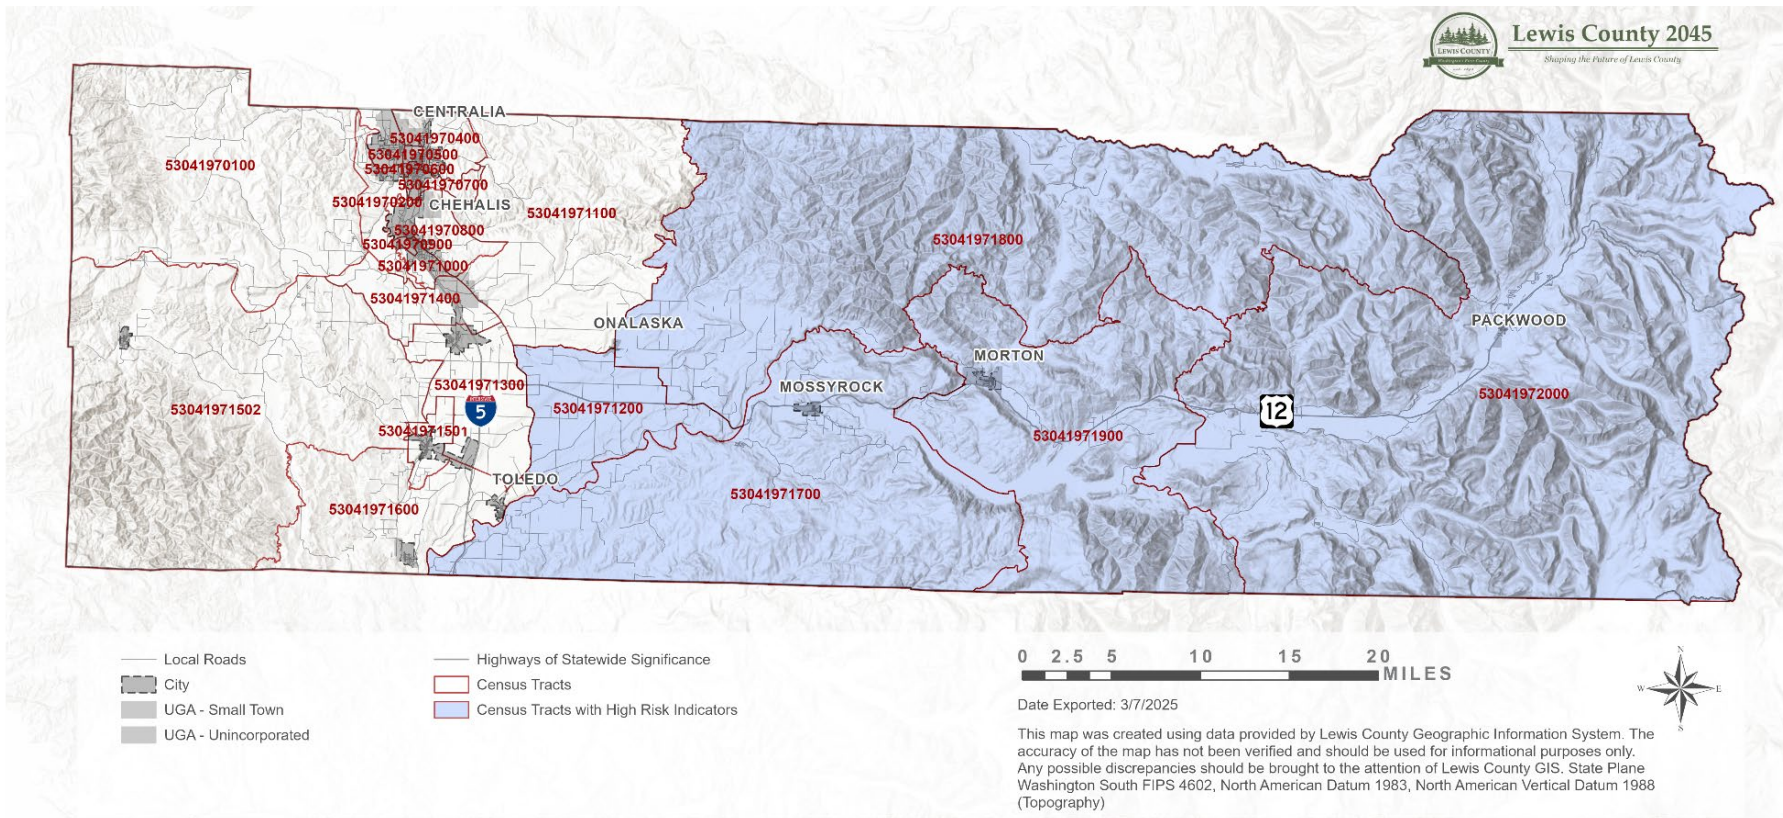 LEWIS COUNTY
Lewis County 2045
Shaping the Future of Lewis County
CENTRALIA
53041970400
53041970500
53041970100
53041970600
53041970700
53041970200
CHEHALIS
53041971100
53041970800
53041970900
53041971800
53041971000
53041971400
ONALASKA
PACKWOOD
MORTON
53041971300
MOSSYROCK
53041972000
53041971502
INTERSTATE
5
53041971200
12
53041971501
53041971900
TOLEDO
53041971700
53041971600
Local Roads
City
UGA - Small Town
UGA - Unincorporated
Highways of Statewide Significance
Census Tracts
Census Tracts with High Risk Indicators
0 2.5 5 10 15 20
MILES
N
W E
S
Date Exported: 3/7/2025
This map was created using data provided by Lewis County Geographic Information System. The
accuracy of the map has not been verified and should be used for informational purposes only.
Any possible discrepancies should be brought to the attention of Lewis County GIS. State Plane
Washington South FIPS 4602, North American Datum 1983, North American Vertical Datum 1988
(Topography)